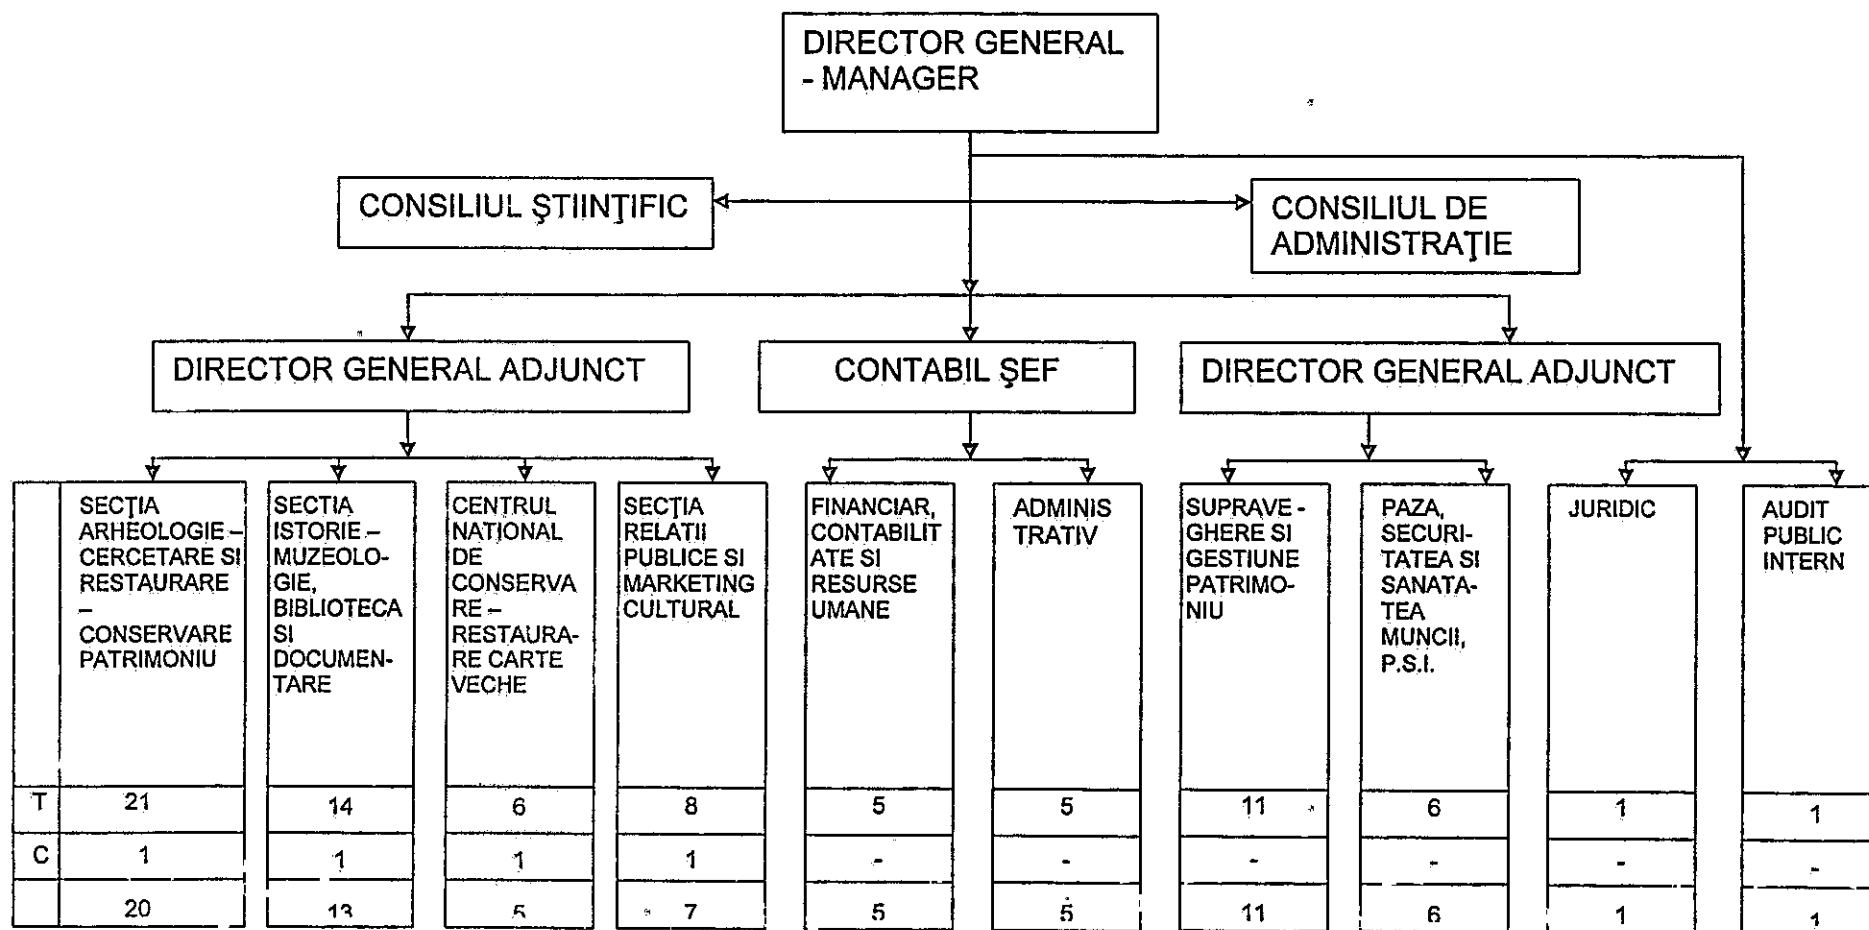 DIRECTOR GENERAL
- MANAGER
CONSILIUL ŞTIINŢIFIC
CONSILIUL DE
ADMINISTRAŢIE
DIRECTOR GENERAL ADJUNCT
CONTABIL ŞEF
DIRECTOR GENERAL ADJUNCT
SECŢIA
ARHEOLOGIE –
CERCETARE SI
RESTAURARE
–
CONSERVARE
PATRIMONIU
SECTIA
ISTORIE –
MUZEOLO-
GIE,
BIBLIOTECA
SI
DOCUMEN-
TARE
CENTRUL
NATIONAL
DE
CONSERVA
RE –
RESTAURA-
RE CARTE
VECHE
SECŢIA
RELATII
PUBLICE SI
MARKETING
CULTURAL
FINANCIAR,
CONTABILIT
ATE SI
RESURSE
UMANE
ADMINIS
TRATIV
SUPRAVE -
GHERE SI
GESTIUNE
PATRIMO-
NIU
PAZA,
SECURI-
TATEA SI
SANATA-
TEA
MUNCII,
P.S.I.
JURIDIC
AUDIT
PUBLIC
INTERN
T 21 14 6 8 5 5 11 6 1 1
C 1 1 1 1 - - - - - -
20 13 5 7 5 5 11 6 1 1